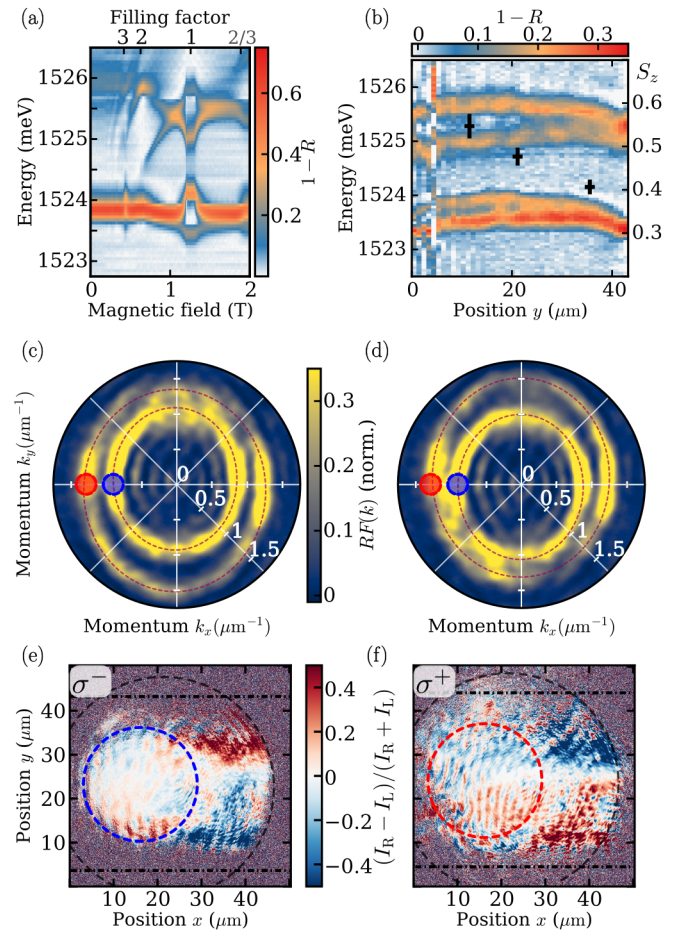 (a)
Filling factor
3 2 1 2/3
1526
1525
1524
1523
Energy (meV)
0 1 2
Magnetic field (T)
0.6
0.4
0.2
1−R
(b)
1−R
0 0.1 0.2 0.3
1526
1525
1524
1523
Energy (meV)
S_z
0.6
0.5
0.4
0.3
0 20 40
Position y (μm)
(c)
Momentum k_y(μm⁻¹)
0
0.5
1
1.5
Momentum k_x(μm⁻¹)
0.3
0.2
0.1
0
RF(k) (norm.)
(d)
0
0.5
1
1.5
Momentum k_x(μm⁻¹)
(e)
σ⁻
40
30
20
10
Position y (μm)
10 20 30 40
Position x (μm)
0.4
0.2
0
−0.2
−0.4
(I_R − I_L)/(I_R + I_L)
(f)
σ⁺
0 10 20 30 40
Position x (μm)